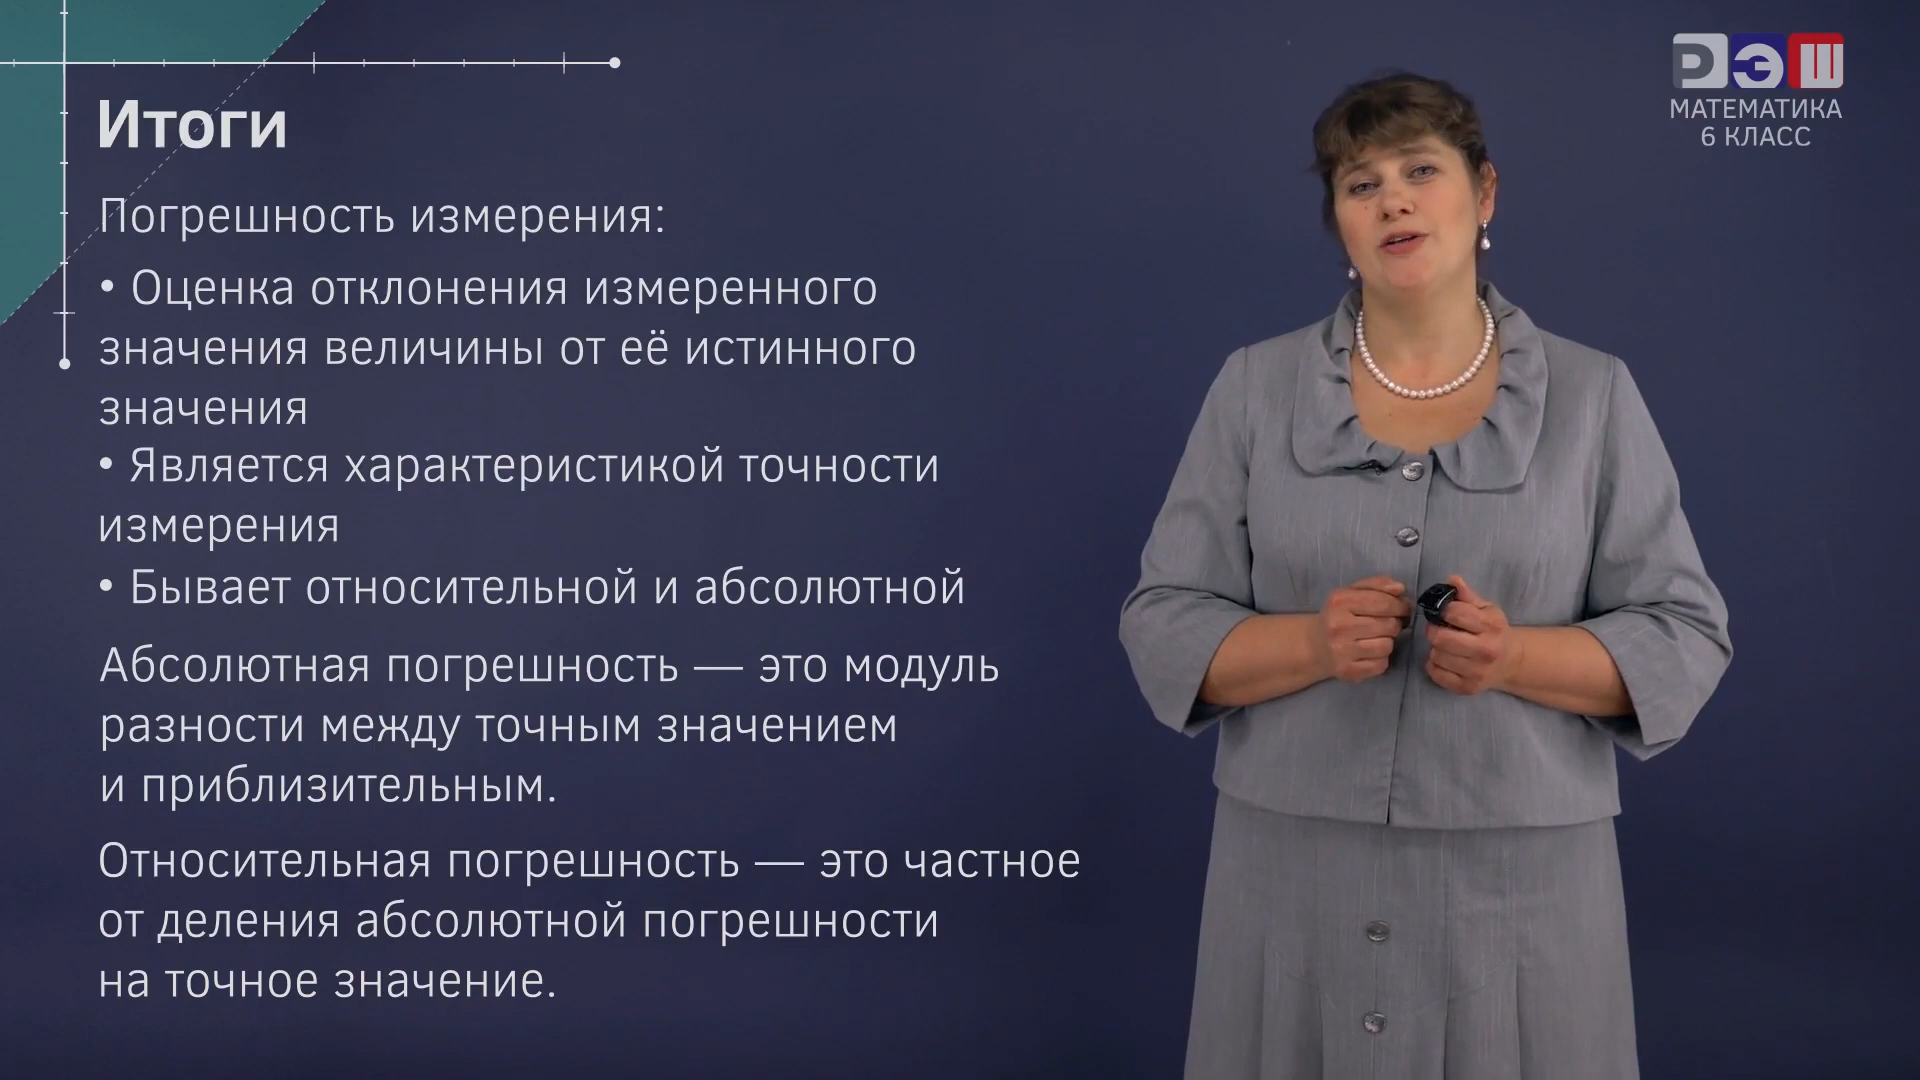 РЭШ
МАТЕМАТИКА
6 КЛАСС
Итоги
Погрешность измерения:
• Оценка отклонения измеренного
значения величины от её истинного
значения
• Является характеристикой точности
измерения
• Бывает относительной и абсолютной
Абсолютная погрешность — это модуль
разности между точным значением
и приблизительным.
Относительная погрешность — это частное
от деления абсолютной погрешности
на точное значение.